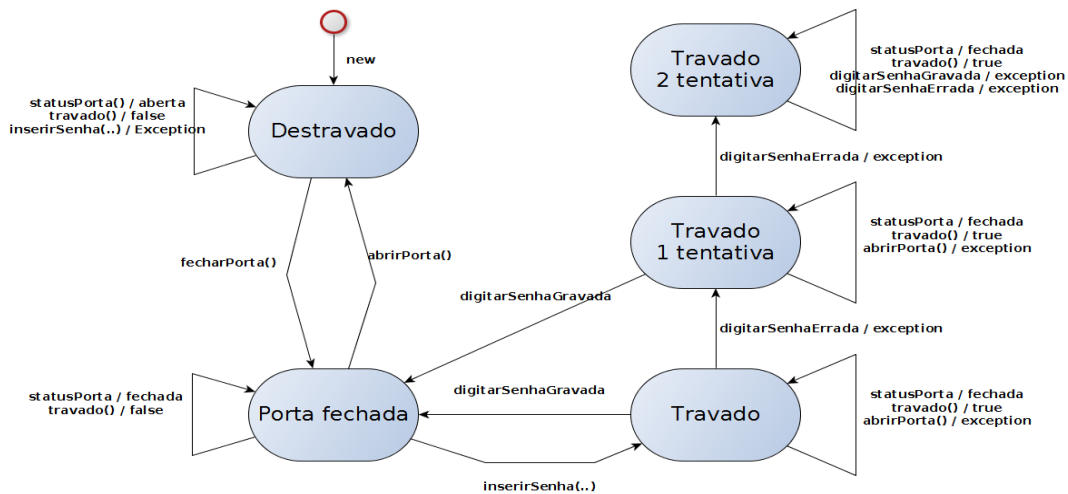 new
statusPorta() / aberta
travado() / false
inserirSenha(..) / Exception
Destravado
fecharPorta()
abrirPorta()
statusPorta / fechada
travado() / false
Porta fechada
inserirSenha(..)
digitarSenhaGravada
digitarSenhaGravada
Travado
2 tentativa
statusPorta / fechada
travado() / true
digitarSenhaGravada / exception
digitarSenhaErrada / exception
digitarSenhaErrada / exception
Travado
1 tentativa
statusPorta / fechada
travado() / true
abrirPorta() / exception
digitarSenhaErrada / exception
Travado
statusPorta / fechada
travado() / true
abrirPorta() / exception